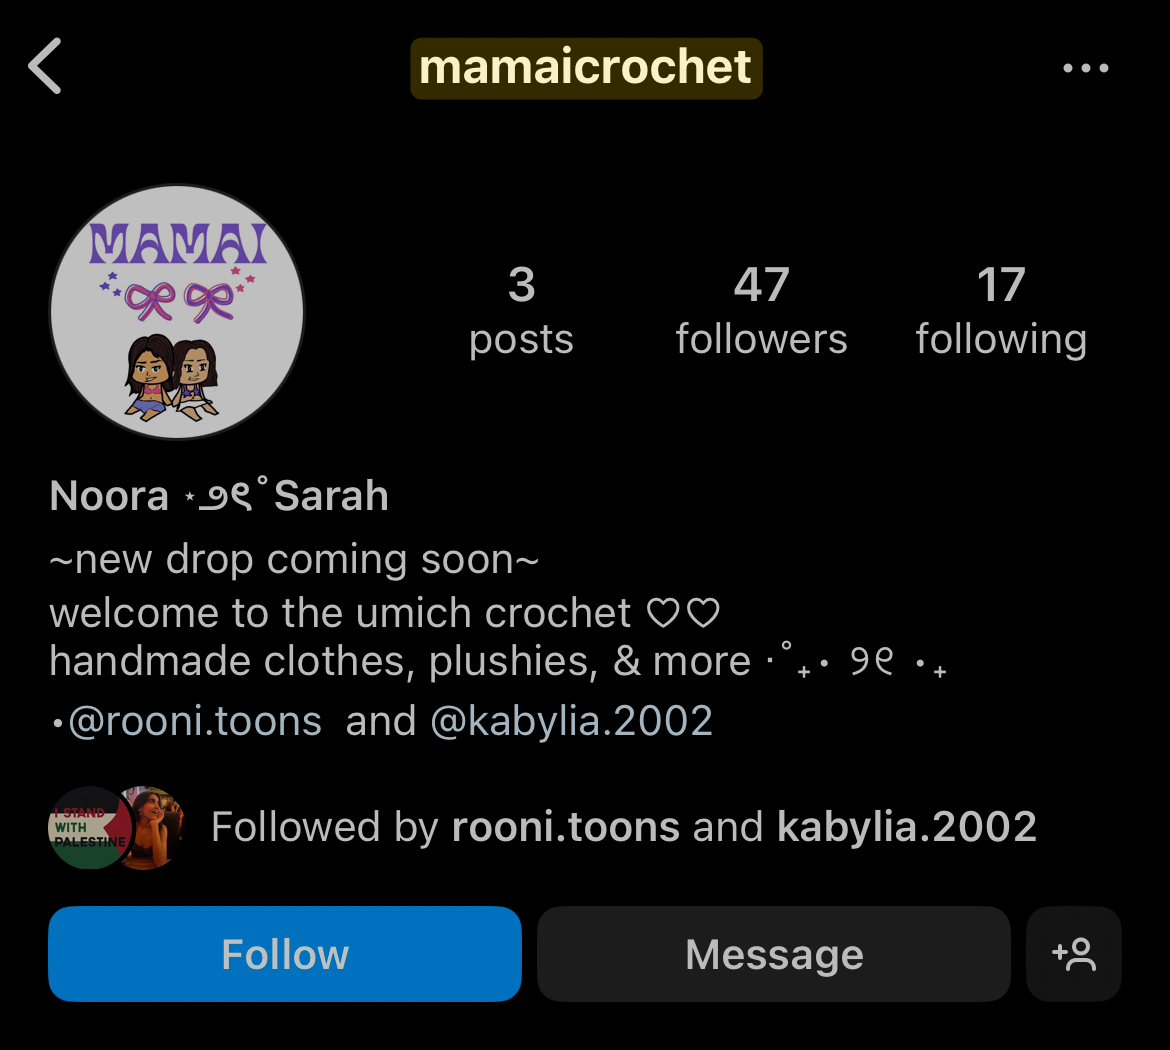 mamaicrochet
MAMAI
3
posts
47
followers
17
following
Noora ⋆౨ৎ˚Sarah
~new drop coming soon~
welcome to the umich crochet ♡♡
handmade clothes, plushies, & more ‧˚₊• ୨୧ •₊
•@rooni.toons and @kabylia.2002
I STAND
WITH
PALESTINE
Followed by rooni.toons and kabylia.2002
Follow
Message